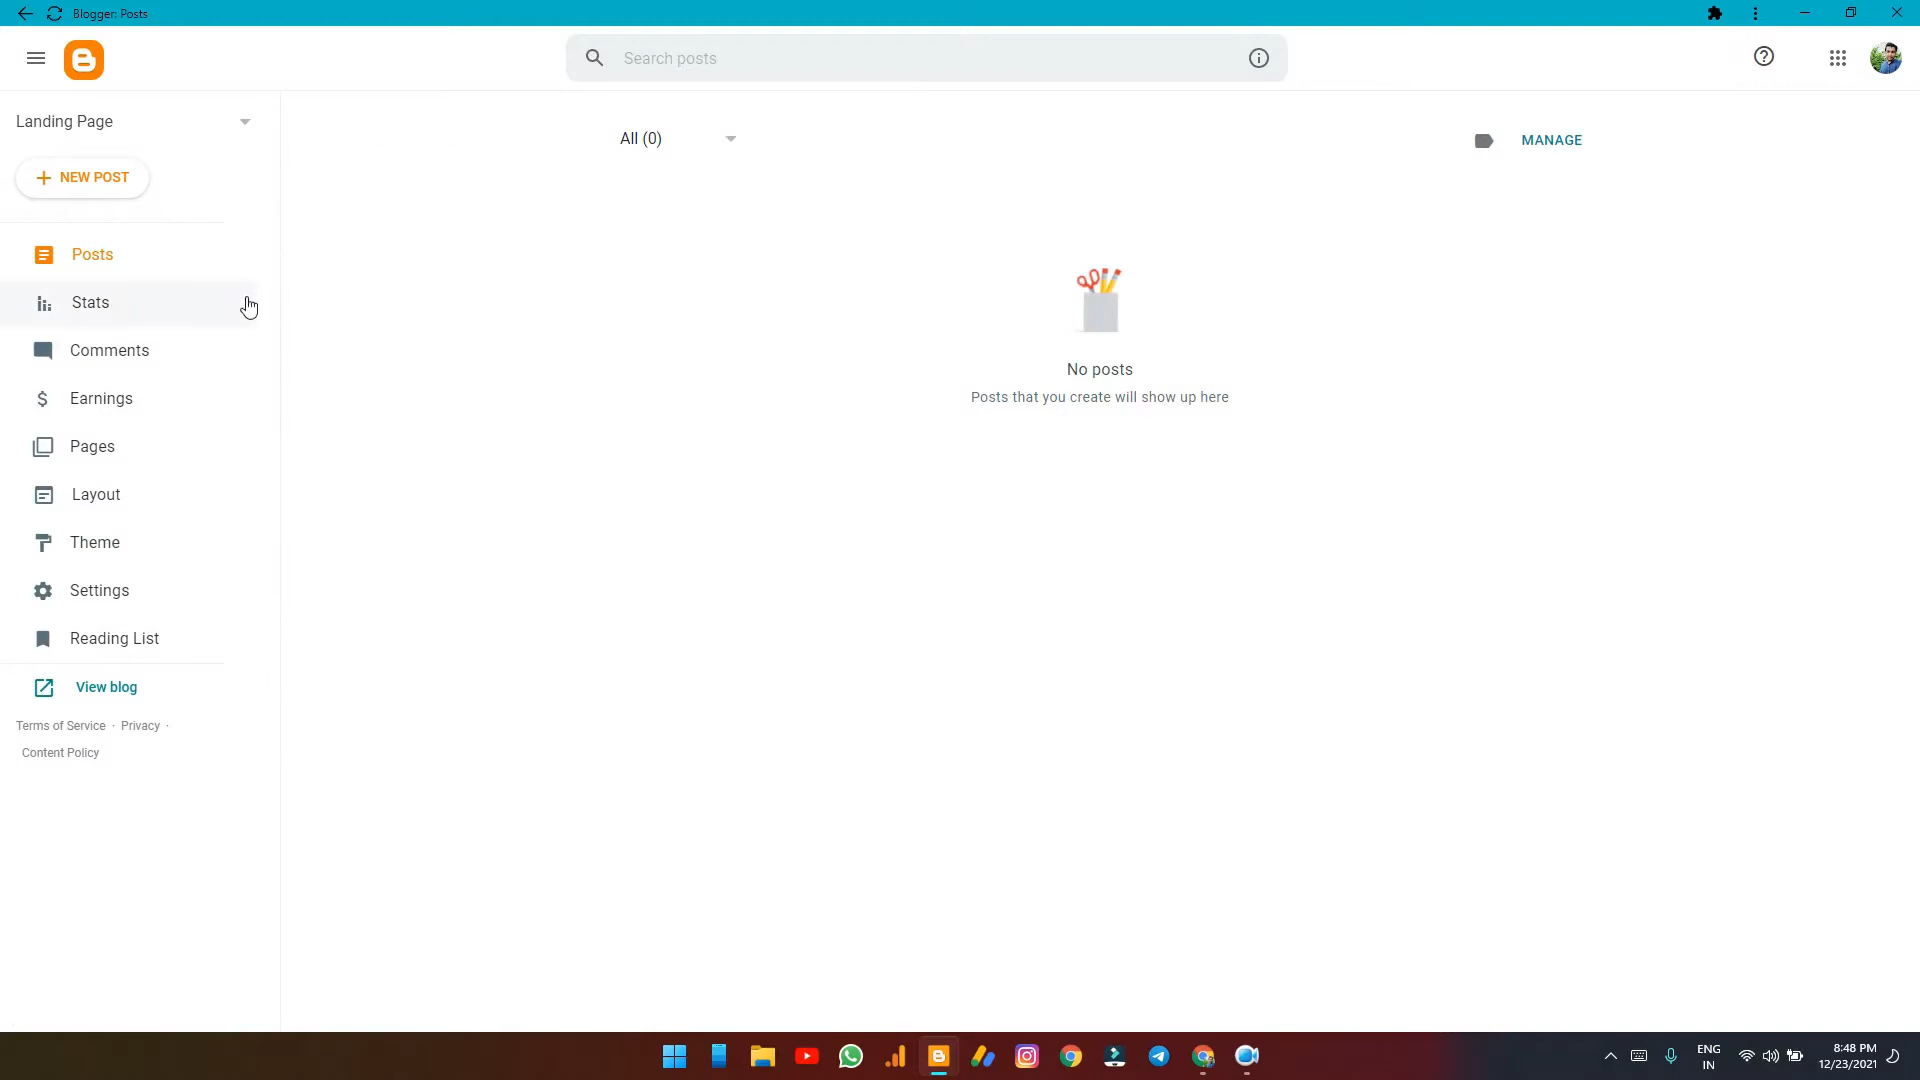 Blogger: Posts
Search posts
Landing Page
All (0)
MANAGE
NEW POST
Posts
Stats
Comments
Earnings
Pages
Layout
Theme
Settings
Reading List
View blog
Terms of Service · Privacy ·
Content Policy
No posts
Posts that you create will show up here
ENG
IN
8:48 PM
12/23/2021